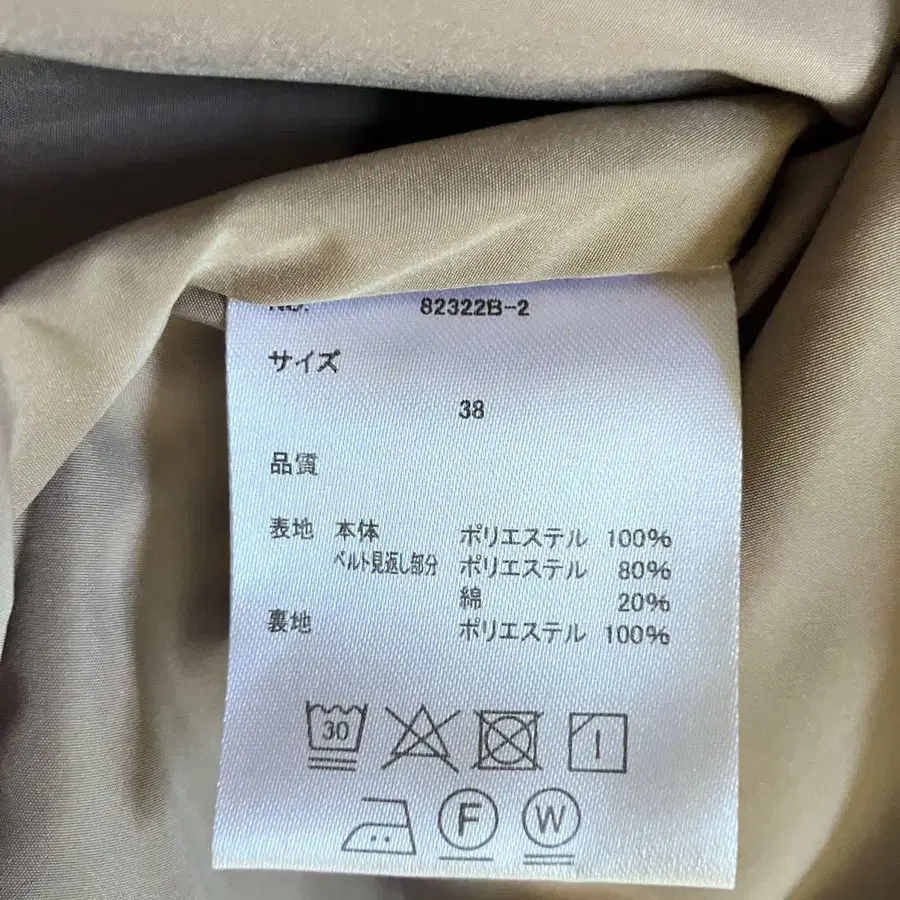 NO. 82322B-2
サイズ
38
品質
表地 本体 ポリエステル 100%
ベルト見返し部分 ポリエステル 80%
綿 20%
裏地 ポリエステル 100%
30
F W